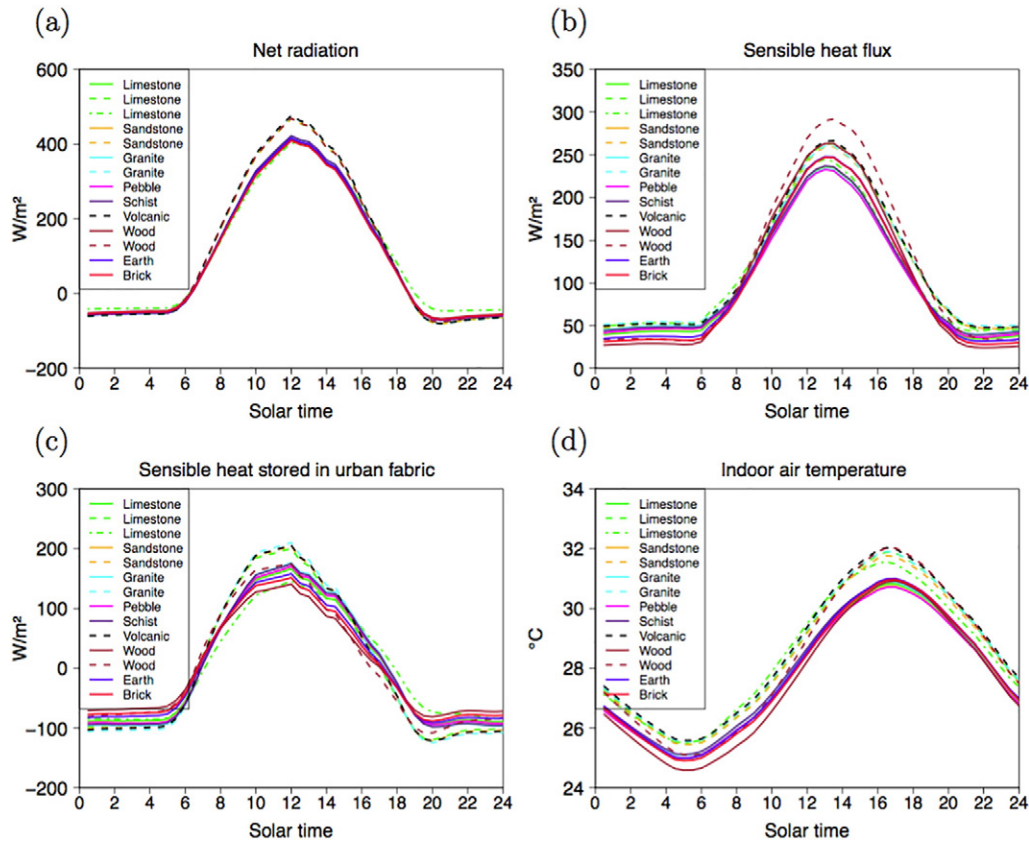 (a)
Net radiation
600
400
200
0
−200
W/m²
Limestone
Limestone
Limestone
Sandstone
Sandstone
Granite
Granite
Pebble
Schist
Volcanic
Wood
Wood
Earth
Brick
0 2 4 6 8 10 12 14 16 18 20 22 24
Solar time
(b)
Sensible heat flux
350
300
250
200
150
100
50
0
W/m²
Limestone
Limestone
Limestone
Sandstone
Sandstone
Granite
Granite
Pebble
Schist
Volcanic
Wood
Wood
Earth
Brick
0 2 4 6 8 10 12 14 16 18 20 22 24
Solar time
(c)
Sensible heat stored in urban fabric
300
200
100
0
−100
−200
W/m²
Limestone
Limestone
Limestone
Sandstone
Sandstone
Granite
Granite
Pebble
Schist
Volcanic
Wood
Wood
Earth
Brick
0 2 4 6 8 10 12 14 16 18 20 22 24
Solar time
(d)
Indoor air temperature
34
32
30
28
26
24
°C
Limestone
Limestone
Limestone
Sandstone
Sandstone
Granite
Granite
Pebble
Schist
Volcanic
Wood
Wood
Earth
Brick
0 2 4 6 8 10 12 14 16 18 20 22 24
Solar time